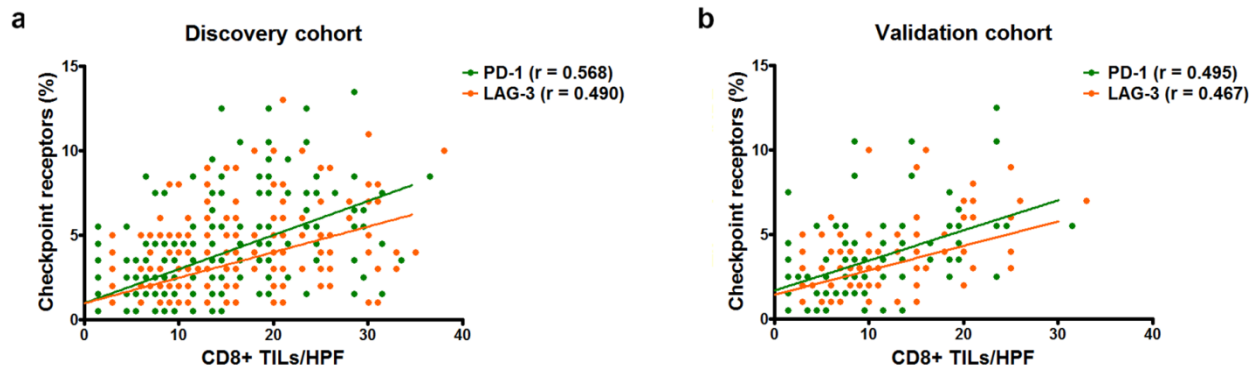 a
Discovery cohort
PD-1 (r = 0.568)
LAG-3 (r = 0.490)
Checkpoint receptors (%)
15
10
5
0
0 10 20 30 40
CD8+ TILs/HPF
b
Validation cohort
PD-1 (r = 0.495)
LAG-3 (r = 0.467)
Checkpoint receptors (%)
15
10
5
0
0 10 20 30 40
CD8+ TILs/HPF